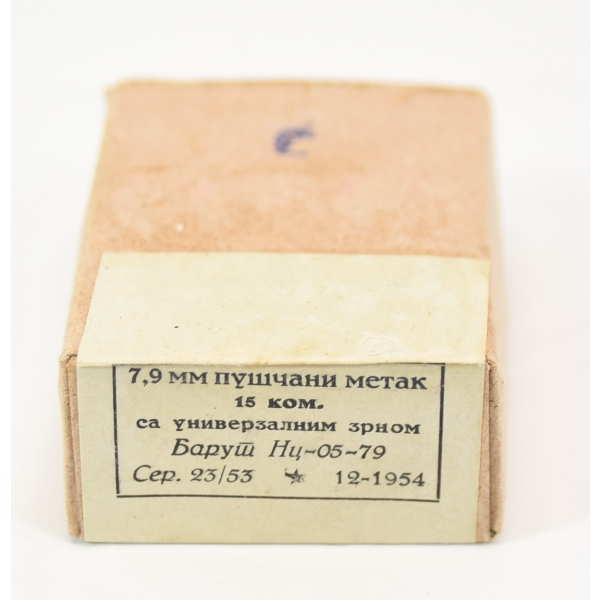 С
7,9 мм пушчани метак
15 ком.
са универзалним зрном
Барут Нц-05-79
Сер. 23/53 12-1954